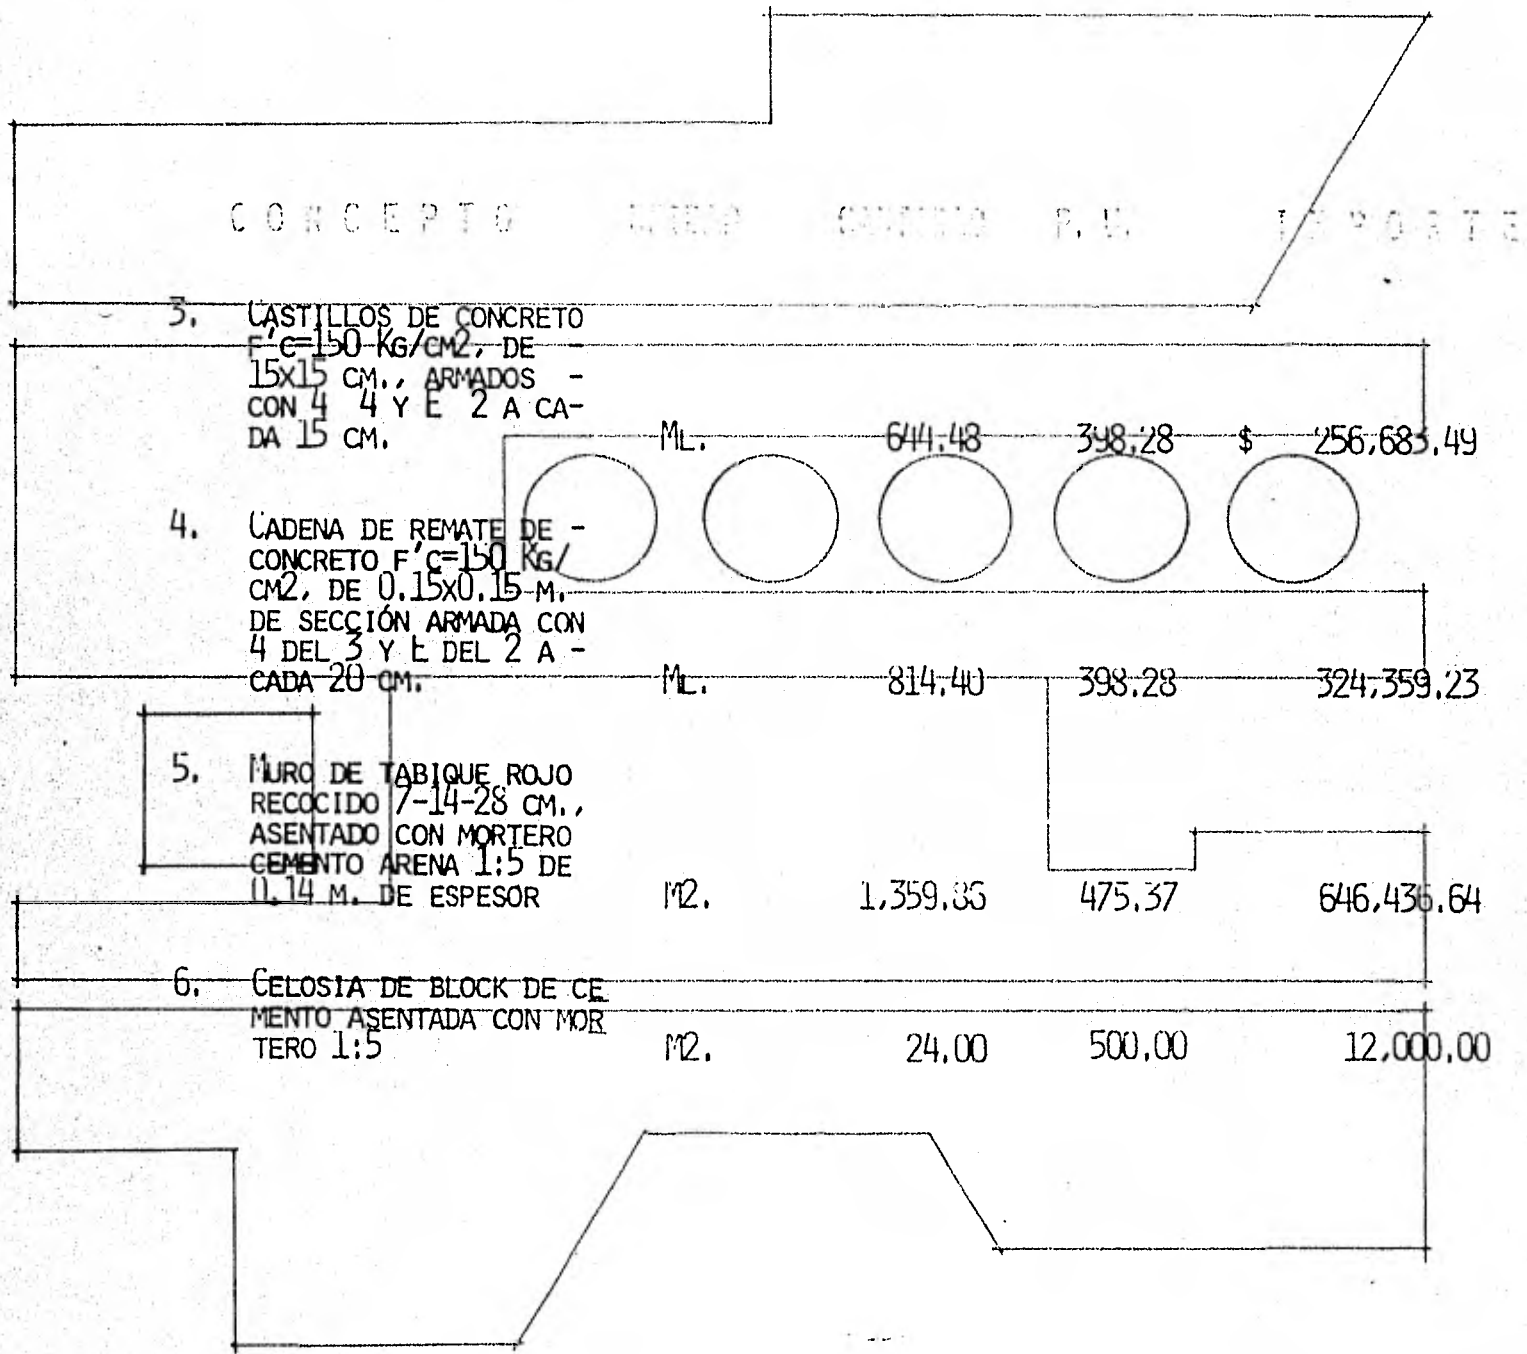 CONCEPTO UNIDAD CANTIDAD P.U. IMPORTE
3. CASTILLOS DE CONCRETO
F'C=150 KG/CM2, DE -
15X15 CM., ARMADOS -
CON 4 4 Y E 2 A CA-
DA 15 CM. ML. 644.48 398.28 $ 256,683.49
4. CADENA DE REMATE DE -
CONCRETO F'C=150 KG/
CM2, DE 0.15X0.15 M.
DE SECCIÓN ARMADA CON
4 DEL 3 Y E DEL 2 A -
CADA 20 CM. ML. 814.40 398.28 324,359.23
5. MURO DE TABIQUE ROJO
RECOCIDO 7-14-28 CM.,
ASENTADO CON MORTERO
CEMENTO ARENA 1:5 DE
0.14 M. DE ESPESOR M2. 1,359.86 475.37 646,436.64
6. CELOSIA DE BLOCK DE CE
MENTO ASENTADA CON MOR
TERO 1:5 M2. 24.00 500.00 12,000.00